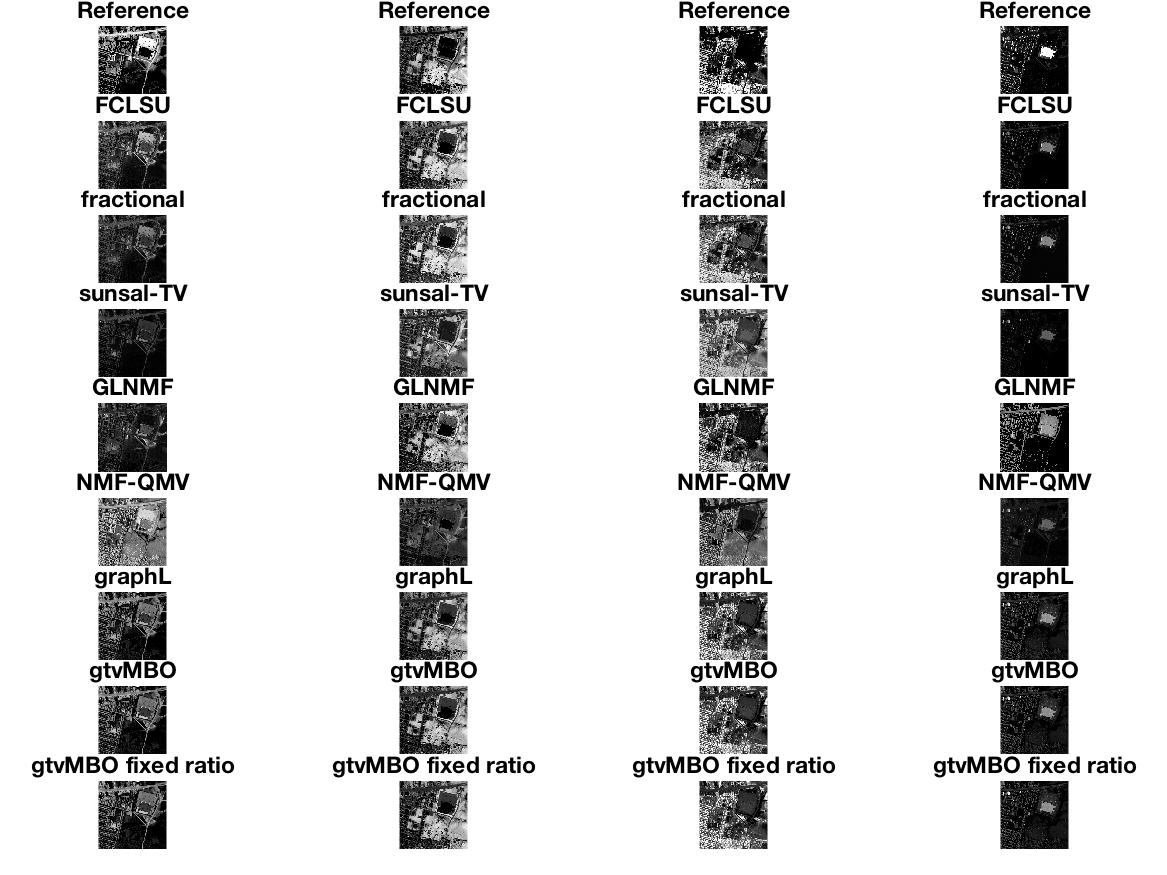 Reference Reference Reference Reference
FCLSU FCLSU FCLSU FCLSU
fractional fractional fractional fractional
sunsal-TV sunsal-TV sunsal-TV sunsal-TV
GLNMF GLNMF GLNMF GLNMF
NMF-QMV NMF-QMV NMF-QMV NMF-QMV
graphL graphL graphL graphL
gtvMBO gtvMBO gtvMBO gtvMBO
gtvMBO fixed ratio gtvMBO fixed ratio gtvMBO fixed ratio gtvMBO fixed ratio